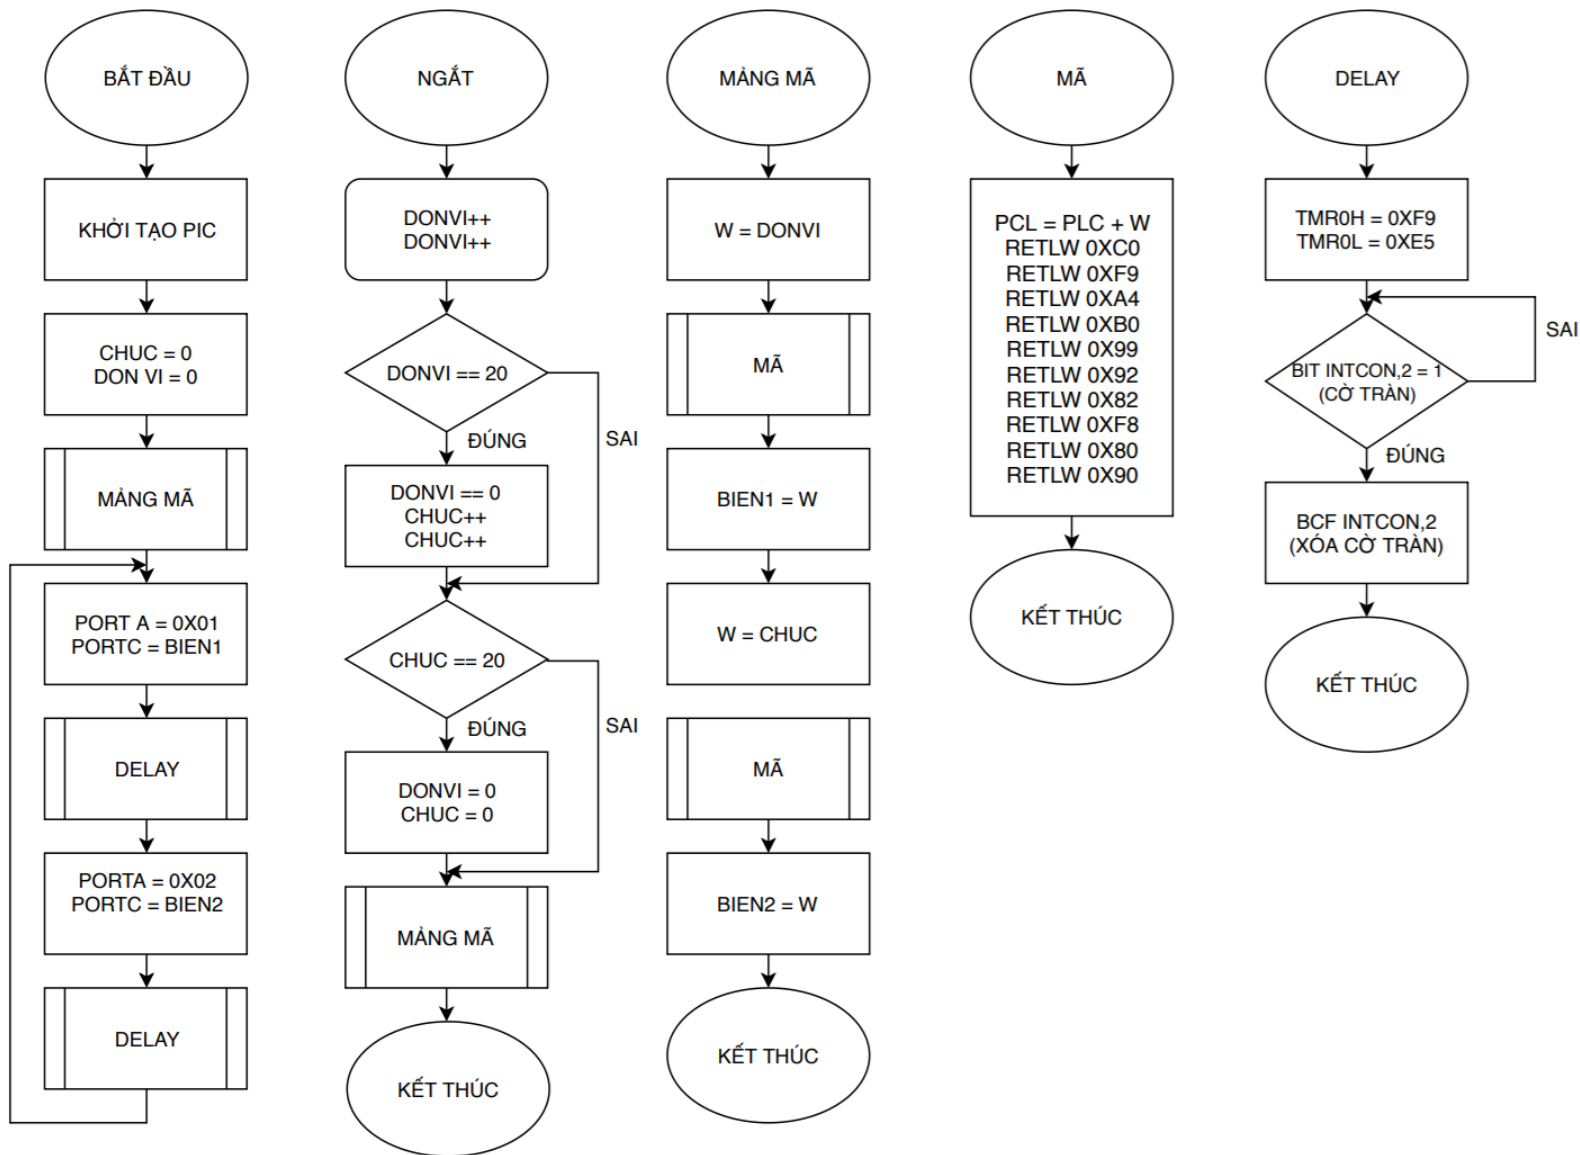 BẮT ĐẦU
KHỞI TẠO PIC
CHUC = 0
DON VI = 0
MẢNG MÃ
PORT A = 0X01
PORTC = BIEN1
DELAY
PORTA = 0X02
PORTC = BIEN2
DELAY
NGẮT
DONVI++
DONVI++
DONVI == 20
ĐÚNG
SAI
DONVI == 0
CHUC++
CHUC++
CHUC == 20
ĐÚNG
SAI
DONVI = 0
CHUC = 0
MẢNG MÃ
KẾT THÚC
MẢNG MÃ
W = DONVI
MÃ
BIEN1 = W
W = CHUC
MÃ
BIEN2 = W
KẾT THÚC
MÃ
PCL = PLC + W
RETLW 0XC0
RETLW 0XF9
RETLW 0XA4
RETLW 0XB0
RETLW 0X99
RETLW 0X92
RETLW 0X82
RETLW 0XF8
RETLW 0X80
RETLW 0X90
KẾT THÚC
DELAY
TMR0H = 0XF9
TMR0L = 0XE5
SAI
BIT INTCON,2 = 1
(CỜ TRÀN)
ĐÚNG
BCF INTCON,2
(XÓA CỜ TRÀN)
KẾT THÚC